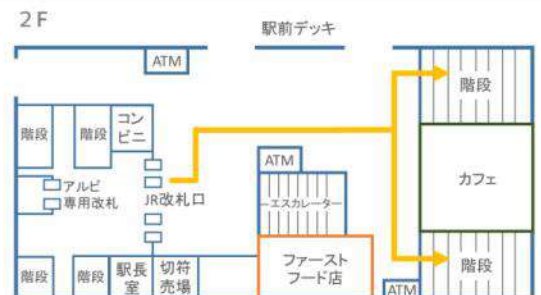 2F
駅前デッキ
ATM
階段
階段
階段
コン
ビニ
ATM
カフェ
アルビ
専用改札
JR改札口
エスカレーター
ファースト
フード店
階段
階段
階段
駅長
室
切符
売場
ATM